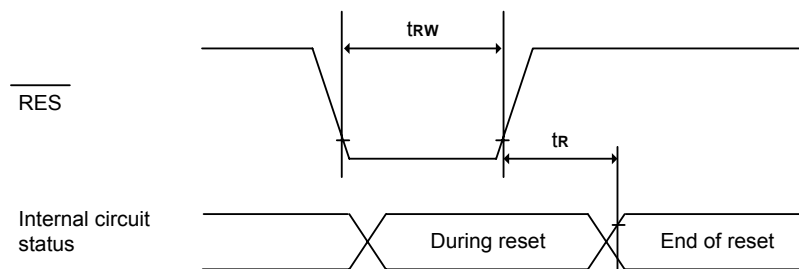 tRW
RES
tR
Internal circuit
status
During reset
End of reset